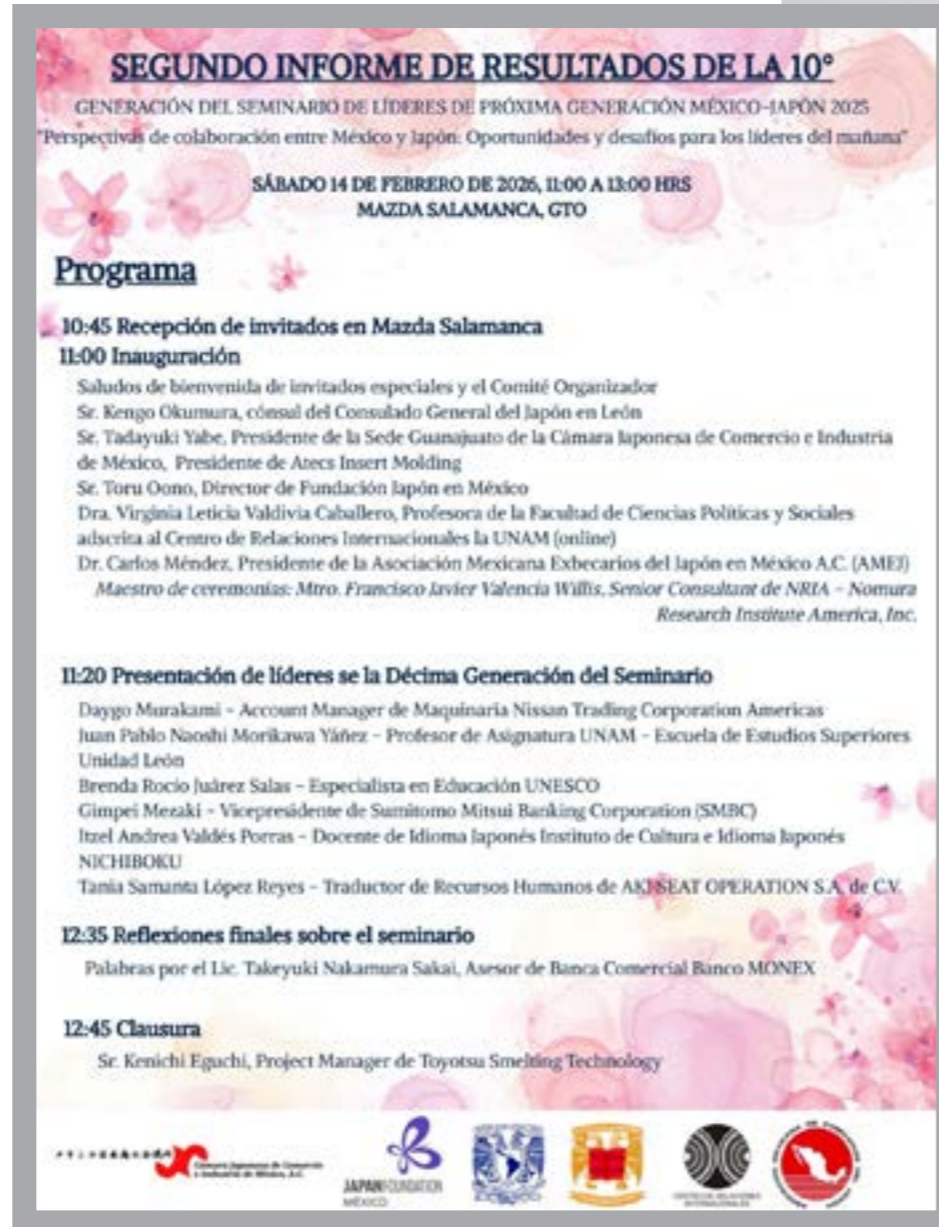 SEGUNDO INFORME DE RESULTADOS DE LA 10°
GENERACIÓN DEL SEMINARIO DE LÍDERES DE PRÓXIMA GENERACIÓN MÉXICO-JAPÓN 2025
"Perspectivas de colaboración entre México y Japón: Oportunidades y desafíos para los líderes del mañana"
SÁBADO 14 DE FEBRERO DE 2026, 11:00 A 13:00 HRS
MAZDA SALAMANCA, GTO
Programa
10:45 Recepción de invitados en Mazda Salamanca
11:00 Inauguración
Saludos de bienvenida de invitados especiales y el Comité Organizador
Sr. Kengo Okumura, cónsul del Consulado General del Japón en León
Sr. Tadayuki Yabe, Presidente de la Sede Guanajuato de la Cámara Japonesa de Comercio e Industria
de México, Presidente de Atecs Insert Molding
Sr. Toru Oono, Director de Fundación Japón en México
Dra. Virginia Leticia Valdivia Caballero, Profesora de la Facultad de Ciencias Políticas y Sociales
adscrita al Centro de Relaciones Internacionales la UNAM (online)
Dr. Carlos Méndez, Presidente de la Asociación Mexicana Exbecarios del Japón en México A.C. (AMEJ)
Maestro de ceremonias: Mtro. Francisco Javier Valencia Willis, Senior Consultant de NRIA - Nomura
Research Institute America, Inc.
11:20 Presentación de líderes se la Décima Generación del Seminario
Daygo Murakami - Account Manager de Maquinaria Nissan Trading Corporation Americas
Juan Pablo Naoshi Morikawa Yáñez - Profesor de Asignatura UNAM - Escuela de Estudios Superiores
Unidad León
Brenda Rocío Juárez Salas - Especialista en Educación UNESCO
Gimpei Mezaki - Vicepresidente de Sumitomo Mitsui Banking Corporation (SMBC)
Itzel Andrea Valdés Porras - Docente de Idioma Japonés Instituto de Cultura e Idioma Japonés
NICHIBOKU
Tania Samanta López Reyes - Traductor de Recursos Humanos de AKI SEAT OPERATION S.A. de C.V.
12:35 Reflexiones finales sobre el seminario
Palabras por el Lic. Takeyuki Nakamura Sakai, Asesor de Banca Comercial Banco MONEX
12:45 Clausura
Sr. Kenichi Eguchi, Project Manager de Toyotsu Smelting Technology
Cámara Japonesa de Comercio
e Industria de México, A.C.
JAPANFOUNDATION
MÉXICO
CENTRO DE RELACIONES
INTERNACIONALES